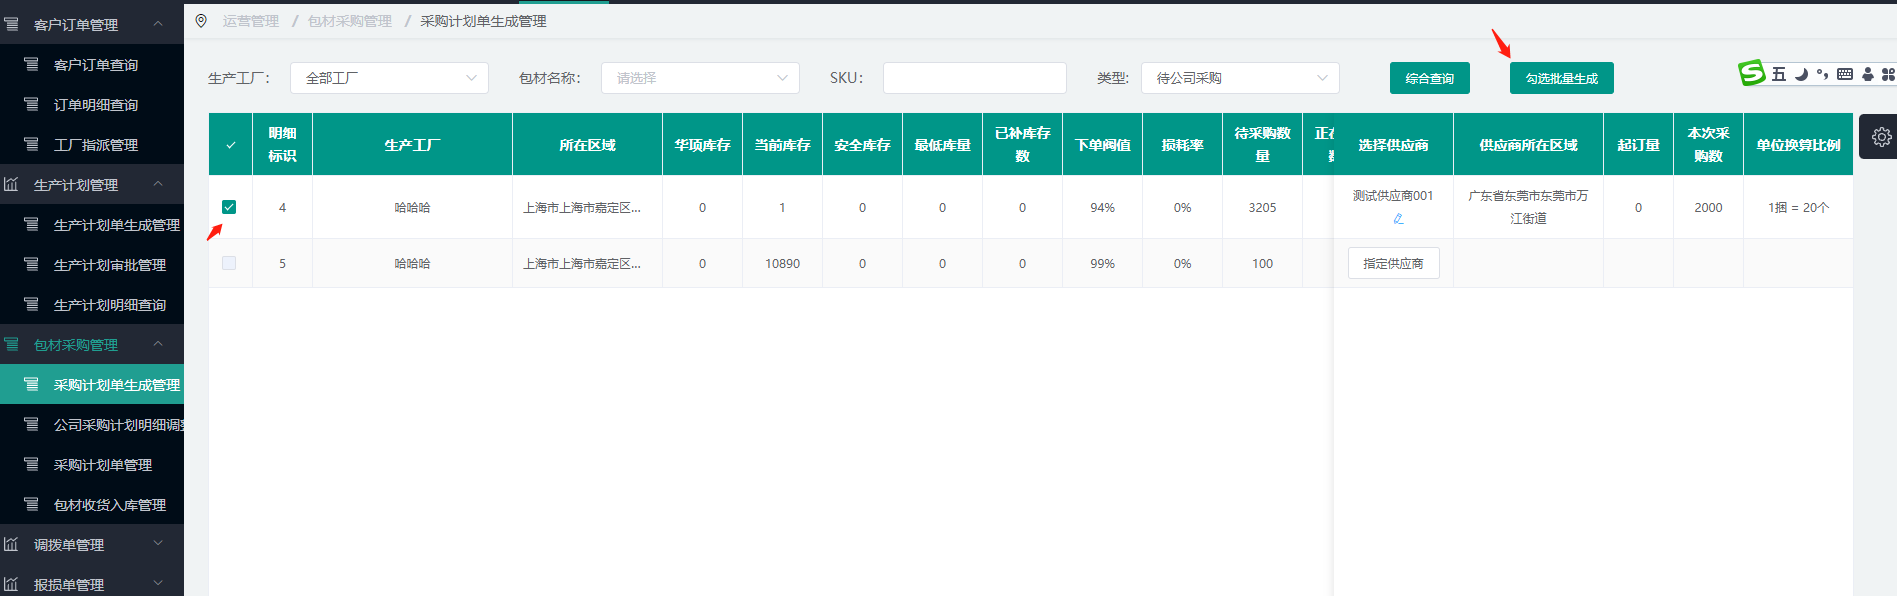 客户订单管理
客户订单查询
订单明细查询
工厂指派管理
生产计划管理
生产计划单生成管理
生产计划审批管理
生产计划明细查询
包材采购管理
采购计划单生成管理
公司采购计划明细调整
采购计划单管理
包材收货入库管理
调拨单管理
报损单管理
运营管理 / 包材采购管理 / 采购计划单生成管理
生产工厂: 全部工厂 包材名称: 请选择 SKU: 类型: 待公司采购 综合查询 勾选批量生成
五
明细标识 生产工厂 所在区域 华项库存 当前库存 安全库存 最低库量 已补库存数 下单阀值 损耗率 待采购数量 正在 选择供应商 供应商所在区域 起订量 本次采购数 单位换算比例
4 哈哈哈 上海市上海市嘉定区... 0 1 0 0 0 94% 0% 3205 测试供应商001 广东省东莞市东莞市万江街道 0 2000 1捆 = 20个
5 哈哈哈 上海市上海市嘉定区... 0 10890 0 0 0 99% 0% 100 指定供应商